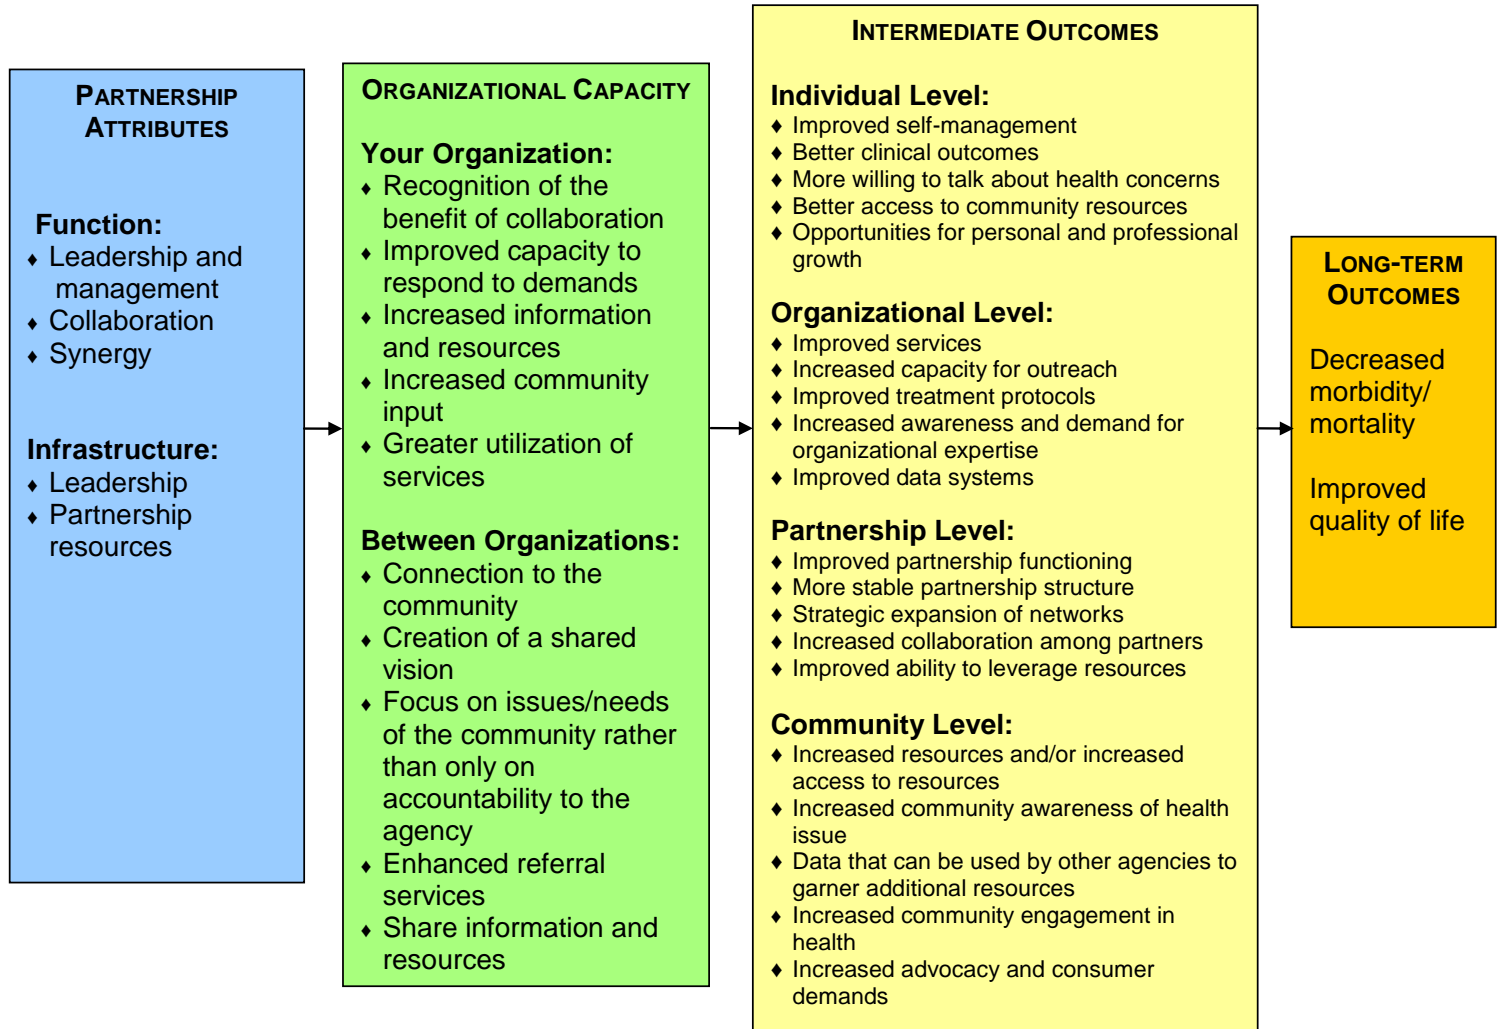 PARTNERSHIP
ATTRIBUTES
Function:
♦ Leadership and
management
♦ Collaboration
♦ Synergy
Infrastructure:
♦ Leadership
♦ Partnership
resources
ORGANIZATIONAL CAPACITY
Your Organization:
♦ Recognition of the
benefit of collaboration
♦ Improved capacity to
respond to demands
♦ Increased information
and resources
♦ Increased community
input
♦ Greater utilization of
services
Between Organizations:
♦ Connection to the
community
♦ Creation of a shared
vision
♦ Focus on issues/needs
of the community rather
than only on
accountability to the
agency
♦ Enhanced referral
services
♦ Share information and
resources
INTERMEDIATE OUTCOMES
Individual Level:
♦ Improved self-management
♦ Better clinical outcomes
♦ More willing to talk about health concerns
♦ Better access to community resources
♦ Opportunities for personal and professional
growth
Organizational Level:
♦ Improved services
♦ Increased capacity for outreach
♦ Improved treatment protocols
♦ Increased awareness and demand for
organizational expertise
♦ Improved data systems
Partnership Level:
♦ Improved partnership functioning
♦ More stable partnership structure
♦ Strategic expansion of networks
♦ Increased collaboration among partners
♦ Improved ability to leverage resources
Community Level:
♦ Increased resources and/or increased
access to resources
♦ Increased community awareness of health
issue
♦ Data that can be used by other agencies to
garner additional resources
♦ Increased community engagement in
health
♦ Increased advocacy and consumer
demands
LONG-TERM
OUTCOMES
Decreased
morbidity/
mortality
Improved
quality of life